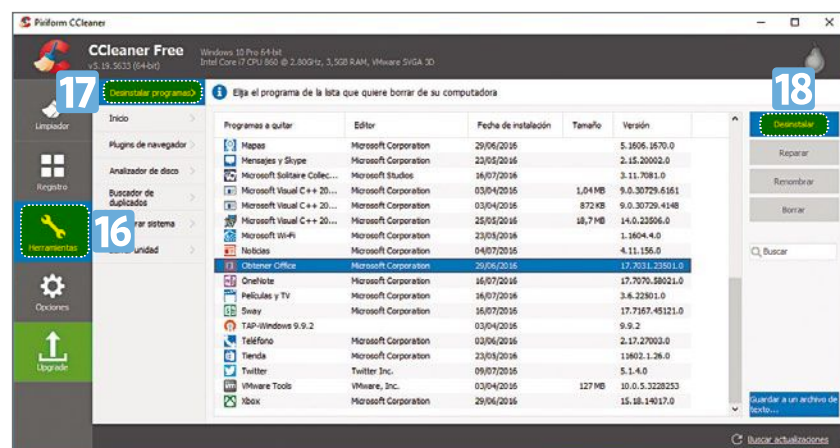 Piriform CCleaner
CCleaner Free
v5.19.5633 (64-bit)
Windows 10 Pro 64-bit
Intel Core i7 CPU 860 @ 2.80GHz, 3,5GB RAM, VMware SVGA 3D
17
18
16
Limpiador
Registro
Herramientas
Opciones
Upgrade
Desinstalar programas
Inicio
Plugins de navegador
Analizador de disco
Buscador de
duplicados
rar sistema
unidad
Elija el programa de la lista que quiere borrar de su computadora
Programas a quitar Editor Fecha de instalación Tamaño Versión
Mapas Microsoft Corporation 29/06/2016 5.1606.1670.0
Mensajes y Skype Microsoft Corporation 23/05/2016 2.15.20002.0
Microsoft Solitaire Collec... Microsoft Studios 16/07/2016 3.11.7081.0
Microsoft Visual C++ 20... Microsoft Corporation 03/04/2016 1,04 MB 9.0.30729.6161
Microsoft Visual C++ 20... Microsoft Corporation 03/04/2016 872 KB 9.0.30729.4148
Microsoft Visual C++ 20... Microsoft Corporation 25/05/2016 18,7 MB 14.0.23506.0
Microsoft Wi-Fi Microsoft Corporation 23/05/2016 1.1604.4.0
Noticias Microsoft Corporation 04/07/2016 4.11.156.0
Obtener Office Microsoft Corporation 29/06/2016 17.7031.23501.0
OneNote Microsoft Corporation 16/07/2016 17.7070.58021.0
Películas y TV Microsoft Corporation 16/07/2016 3.6.22501.0
Sway Microsoft Corporation 16/07/2016 17.7167.45121.0
TAP-Windows 9.9.2 03/04/2016 9.9.2
Teléfono Microsoft Corporation 03/06/2016 2.17.27003.0
Tienda Microsoft Corporation 23/05/2016 11602.1.26.0
Twitter Twitter Inc. 09/07/2016 5.1.4.0
VMware Tools VMware, Inc. 03/04/2016 127 MB 10.0.5.3228253
Xbox Microsoft Corporation 29/06/2016 15.18.14017.0
Desinstalar
Reparar
Renombrar
Borrar
Buscar
Guardar a un archivo de
texto...
Buscar actualizaciones